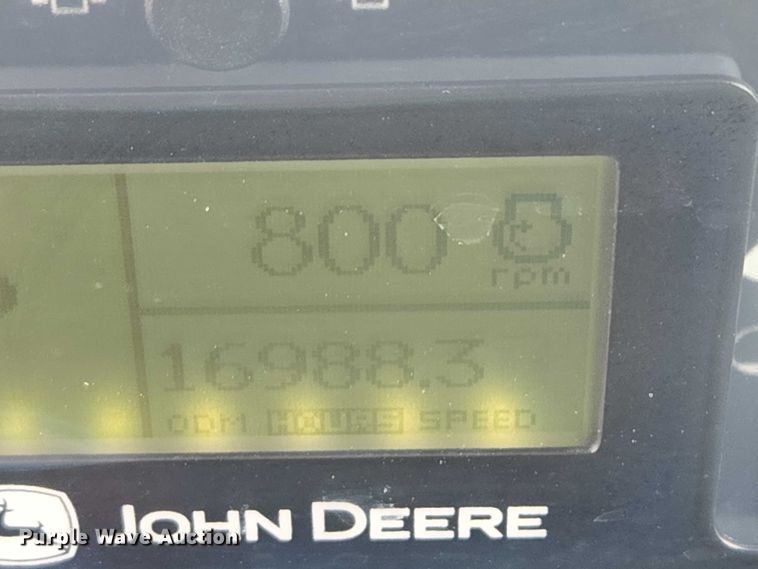 800
rpm
16988.3
ODM HOURS SPEED
JOHN DEERE
Purple Wave Auction